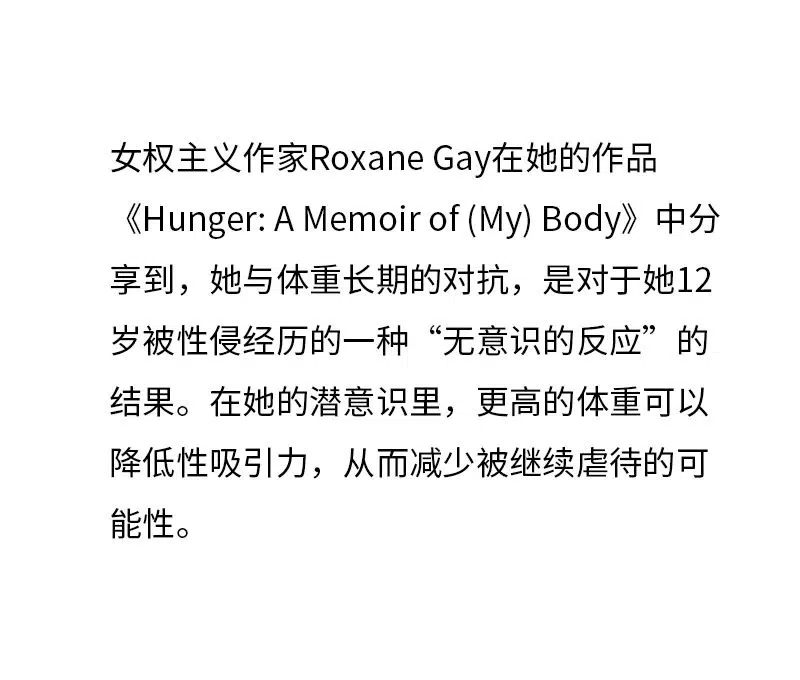 女权主义作家Roxane Gay在她的作品
《Hunger: A Memoir of (My) Body》中分
享到，她与体重长期的对抗，是对于她12
岁被性侵经历的一种“无意识的反应”的
结果。在她的潜意识里，更高的体重可以
降低性吸引力，从而减少被继续虐待的可
能性。